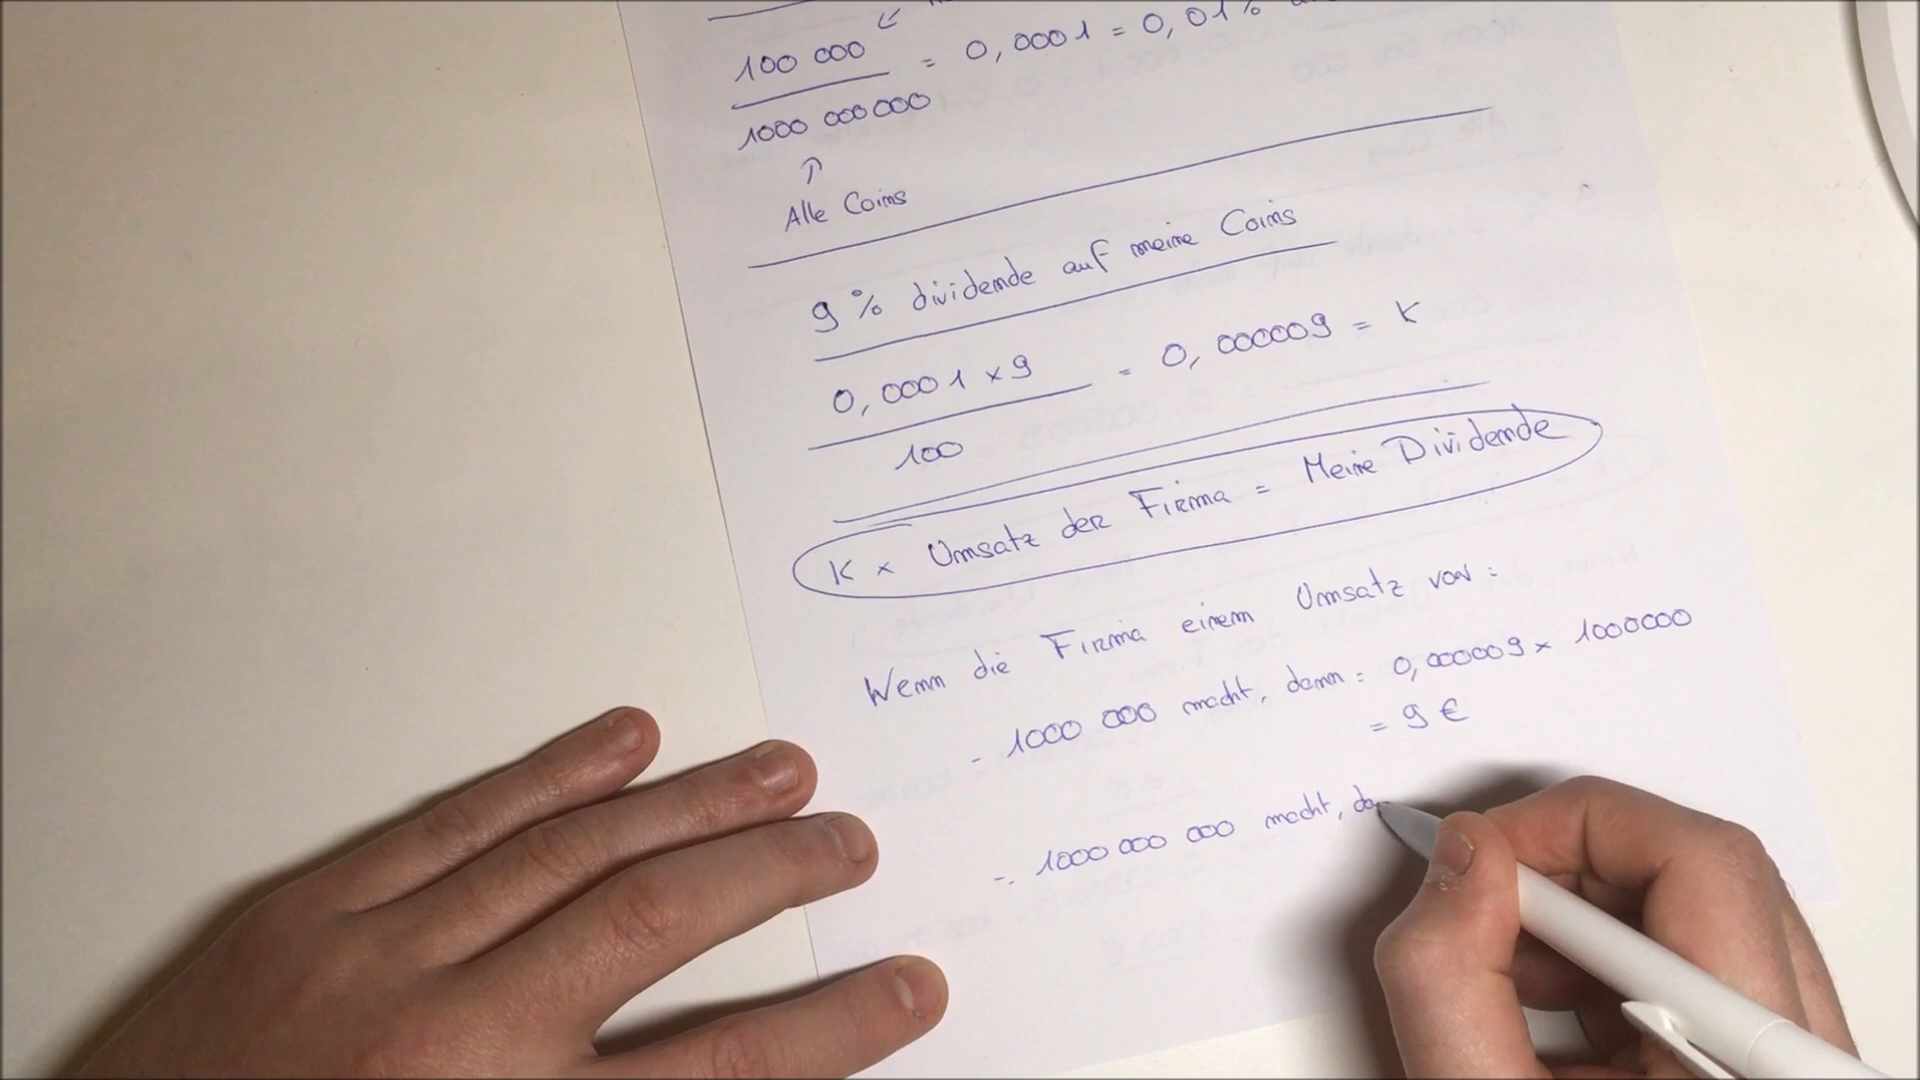 100 000 = 0,0001 = 0,01%
1000 000 000
Alle Coins
9 % dividende auf meine Coins
0,0001 x 9 = 0,000009 = K
100
K x Umsatz der Firma = Meine Dividende
Wenn die Firma einem Umsatz von :
- 1000 000 macht, dann : 0,000009 x 1000000
= 9 €
-. 1000 000 000 macht, da